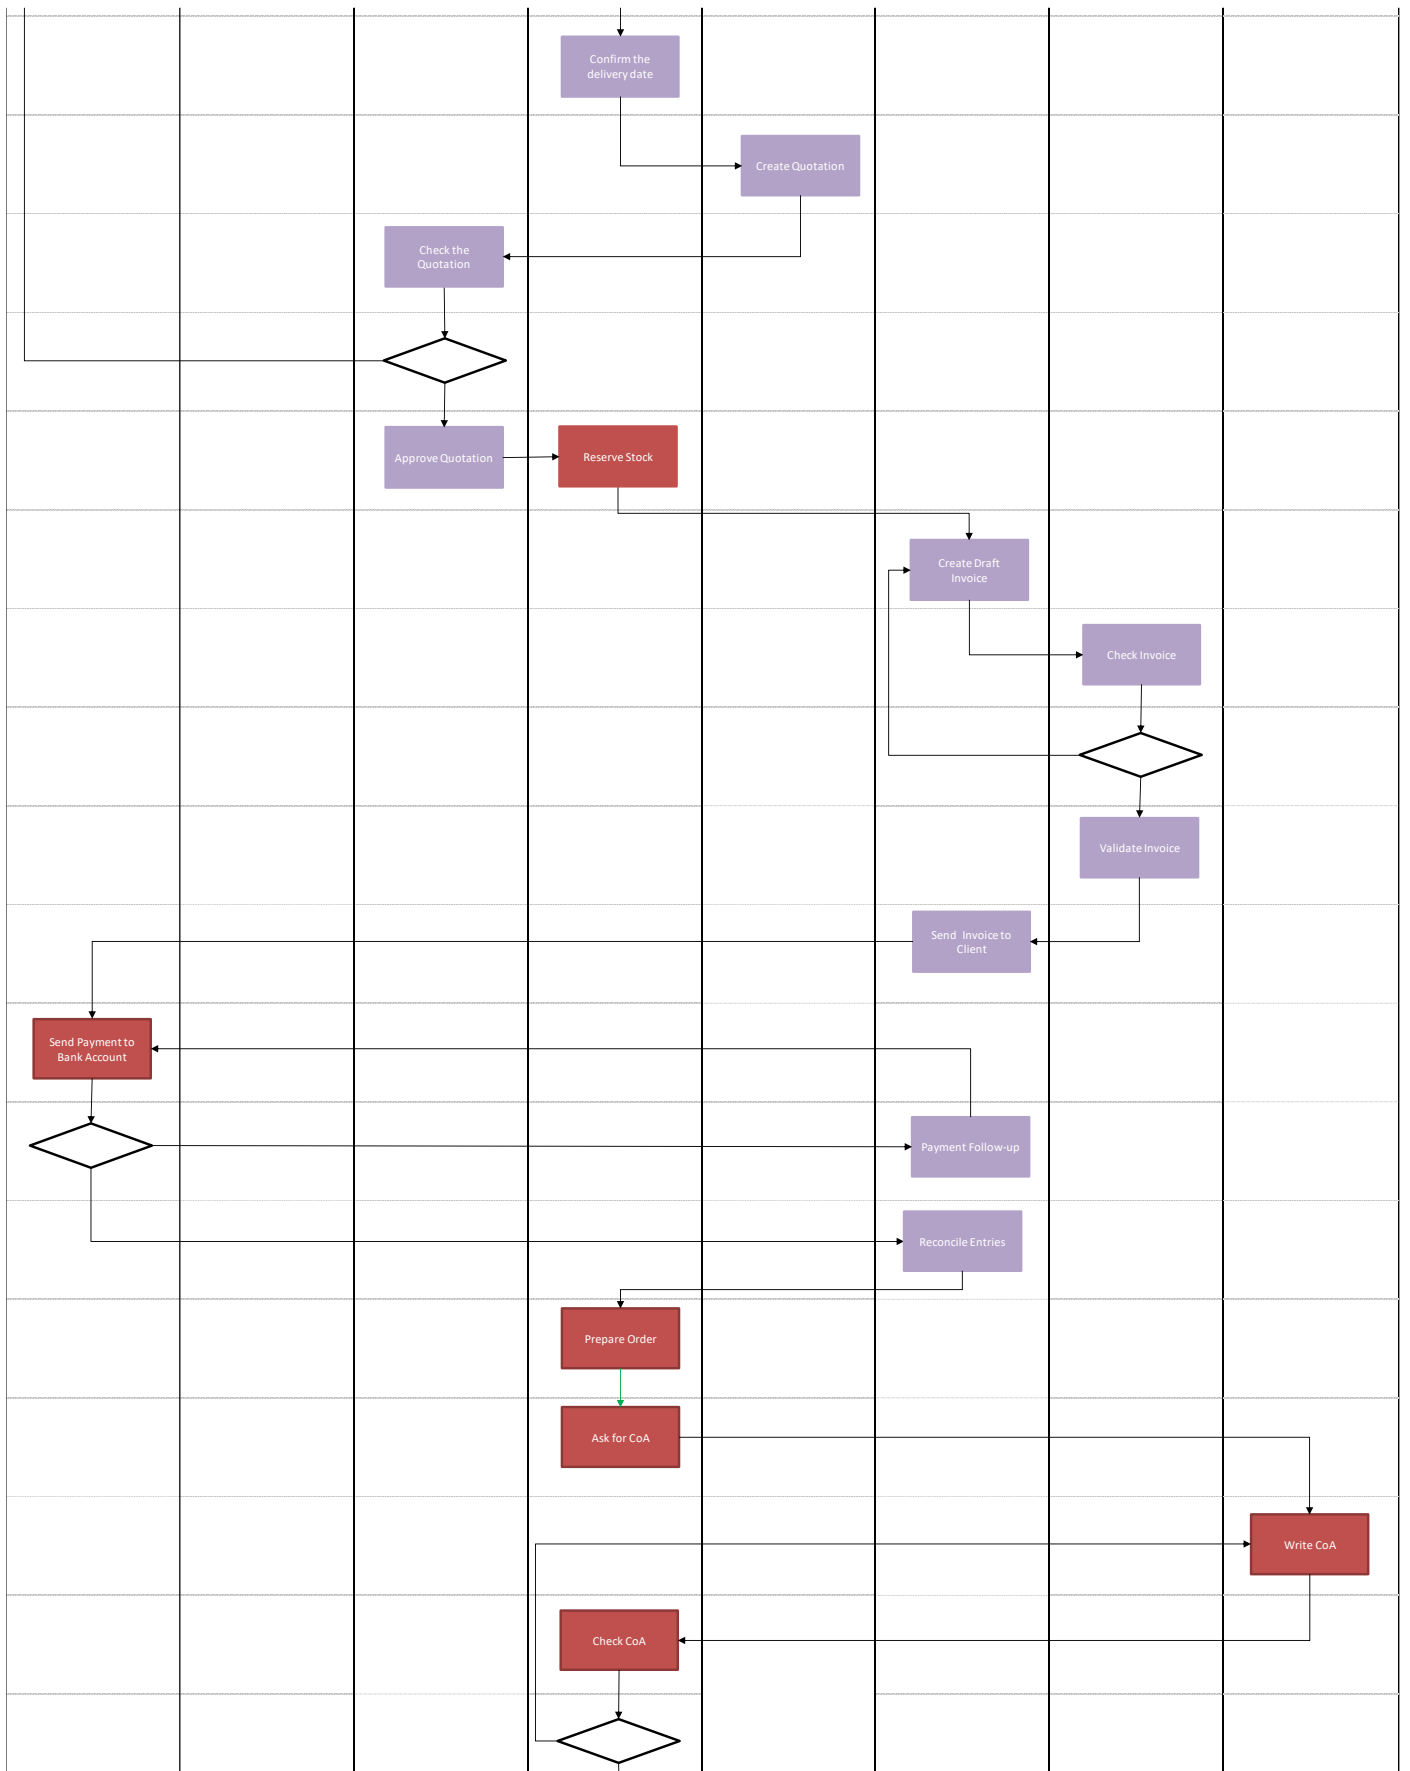 Confirm the
delivery date
Create Quotation
Check the
Quotation
Approve Quotation
Reserve Stock
Create Draft
Invoice
Check Invoice
Validate Invoice
Send Invoice to
Client
Send Payment to
Bank Account
Payment Follow-up
Reconcile Entries
Prepare Order
Ask for CoA
Write CoA
Check CoA